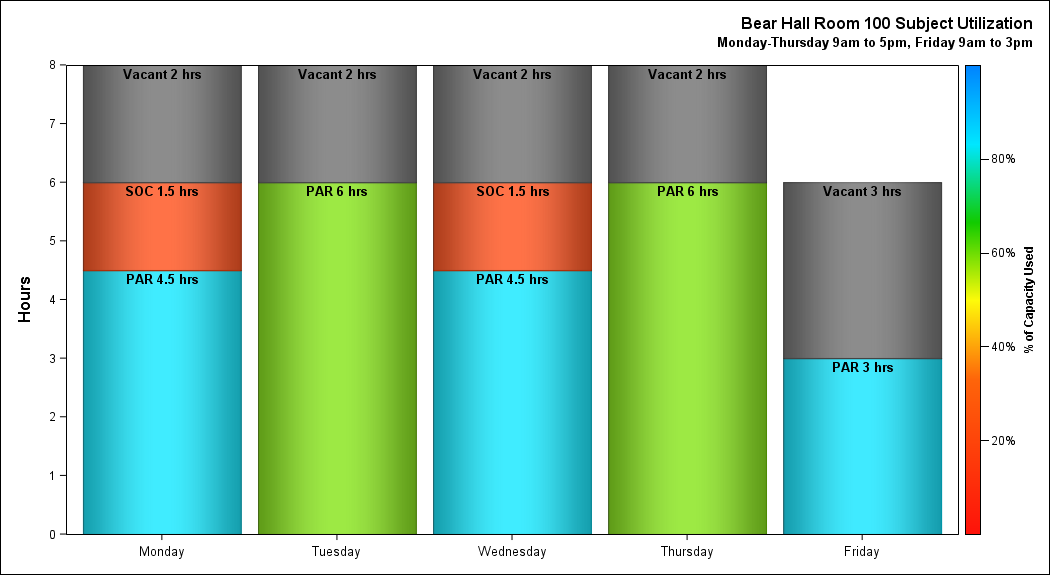 Bear Hall Room 100 Subject Utilization
Monday-Thursday 9am to 5pm, Friday 9am to 3pm
8
7
6
5
4
3
2
1
0
Hours
Vacant 2 hrs
SOC 1.5 hrs
PAR 4.5 hrs
Vacant 2 hrs
PAR 6 hrs
Vacant 2 hrs
SOC 1.5 hrs
PAR 4.5 hrs
Vacant 2 hrs
PAR 6 hrs
Vacant 3 hrs
PAR 3 hrs
Monday
Tuesday
Wednesday
Thursday
Friday
80%
60%
40%
20%
% of Capacity Used